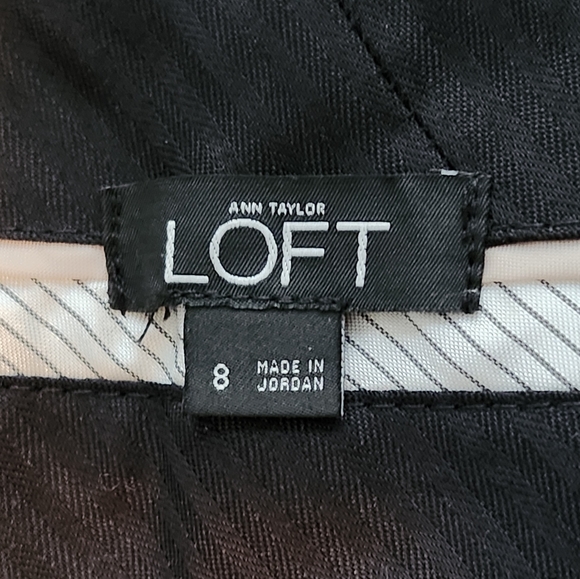 ANN TAYLOR
LOFT
8
MADE IN
JORDAN